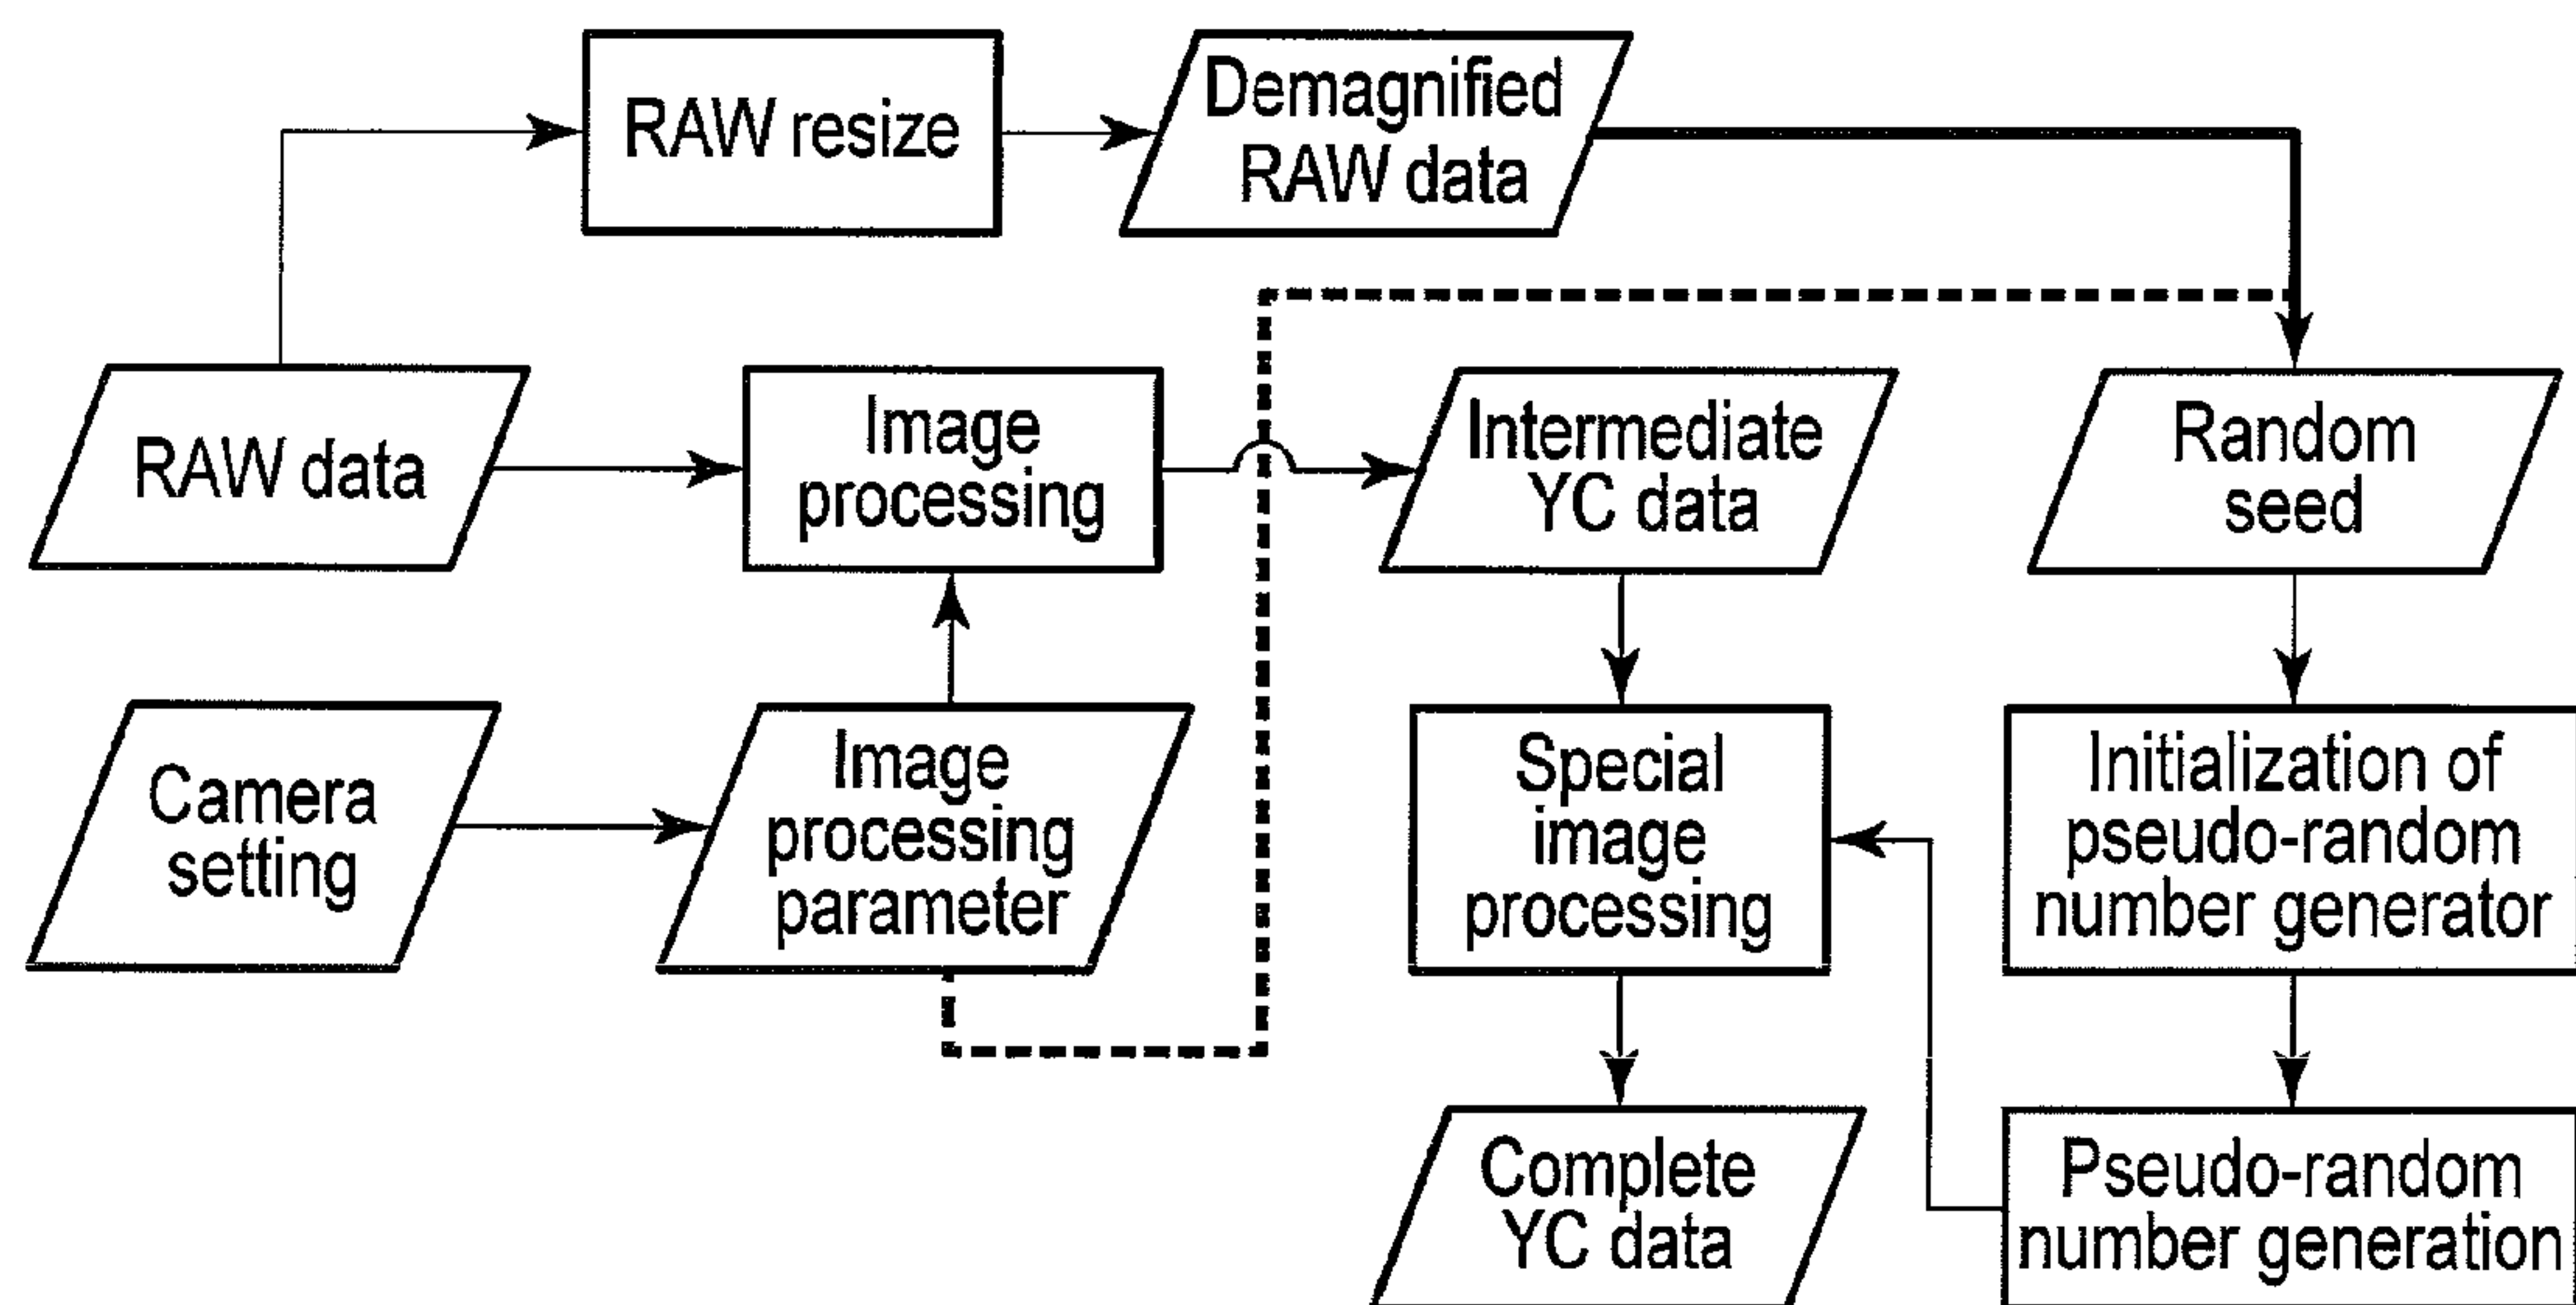 RAW resize
Demagnified
RAW data
RAW data
Image
processing
Intermediate
YC data
Random
seed
Camera
setting
Image
processing
parameter
Special
image
processing
Initialization of
pseudo-random
number generator
Complete
YC data
Pseudo-random
number generation